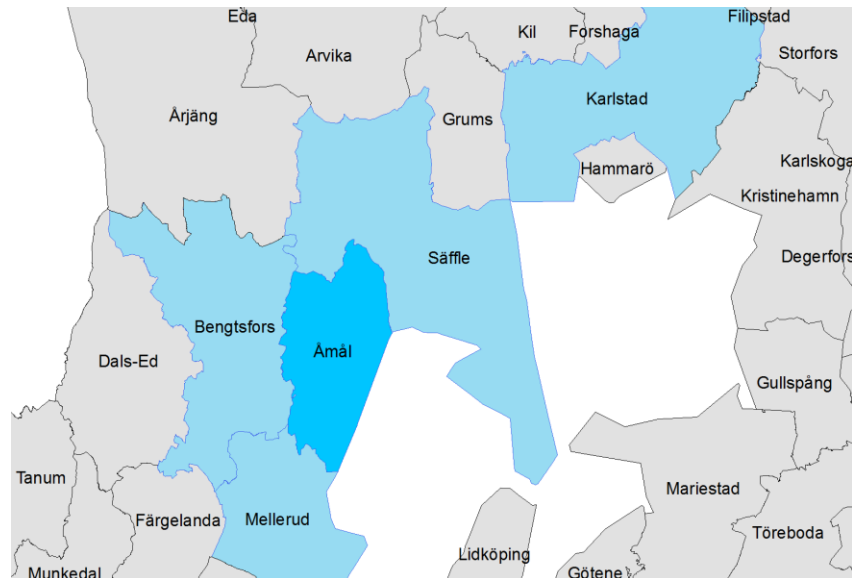 Eda
Filipstad
Kil
Forshaga
Arvika
Storfors
Karlstad
Årjäng
Grums
Karlskoga
Hammarö
Kristinehamn
Säffle
Degerfors
Bengtsfors
Åmål
Dals-Ed
Gullspång
Tanum
Mariestad
Färgelanda
Mellerud
Töreboda
Lidköping
Munkedal
Götene